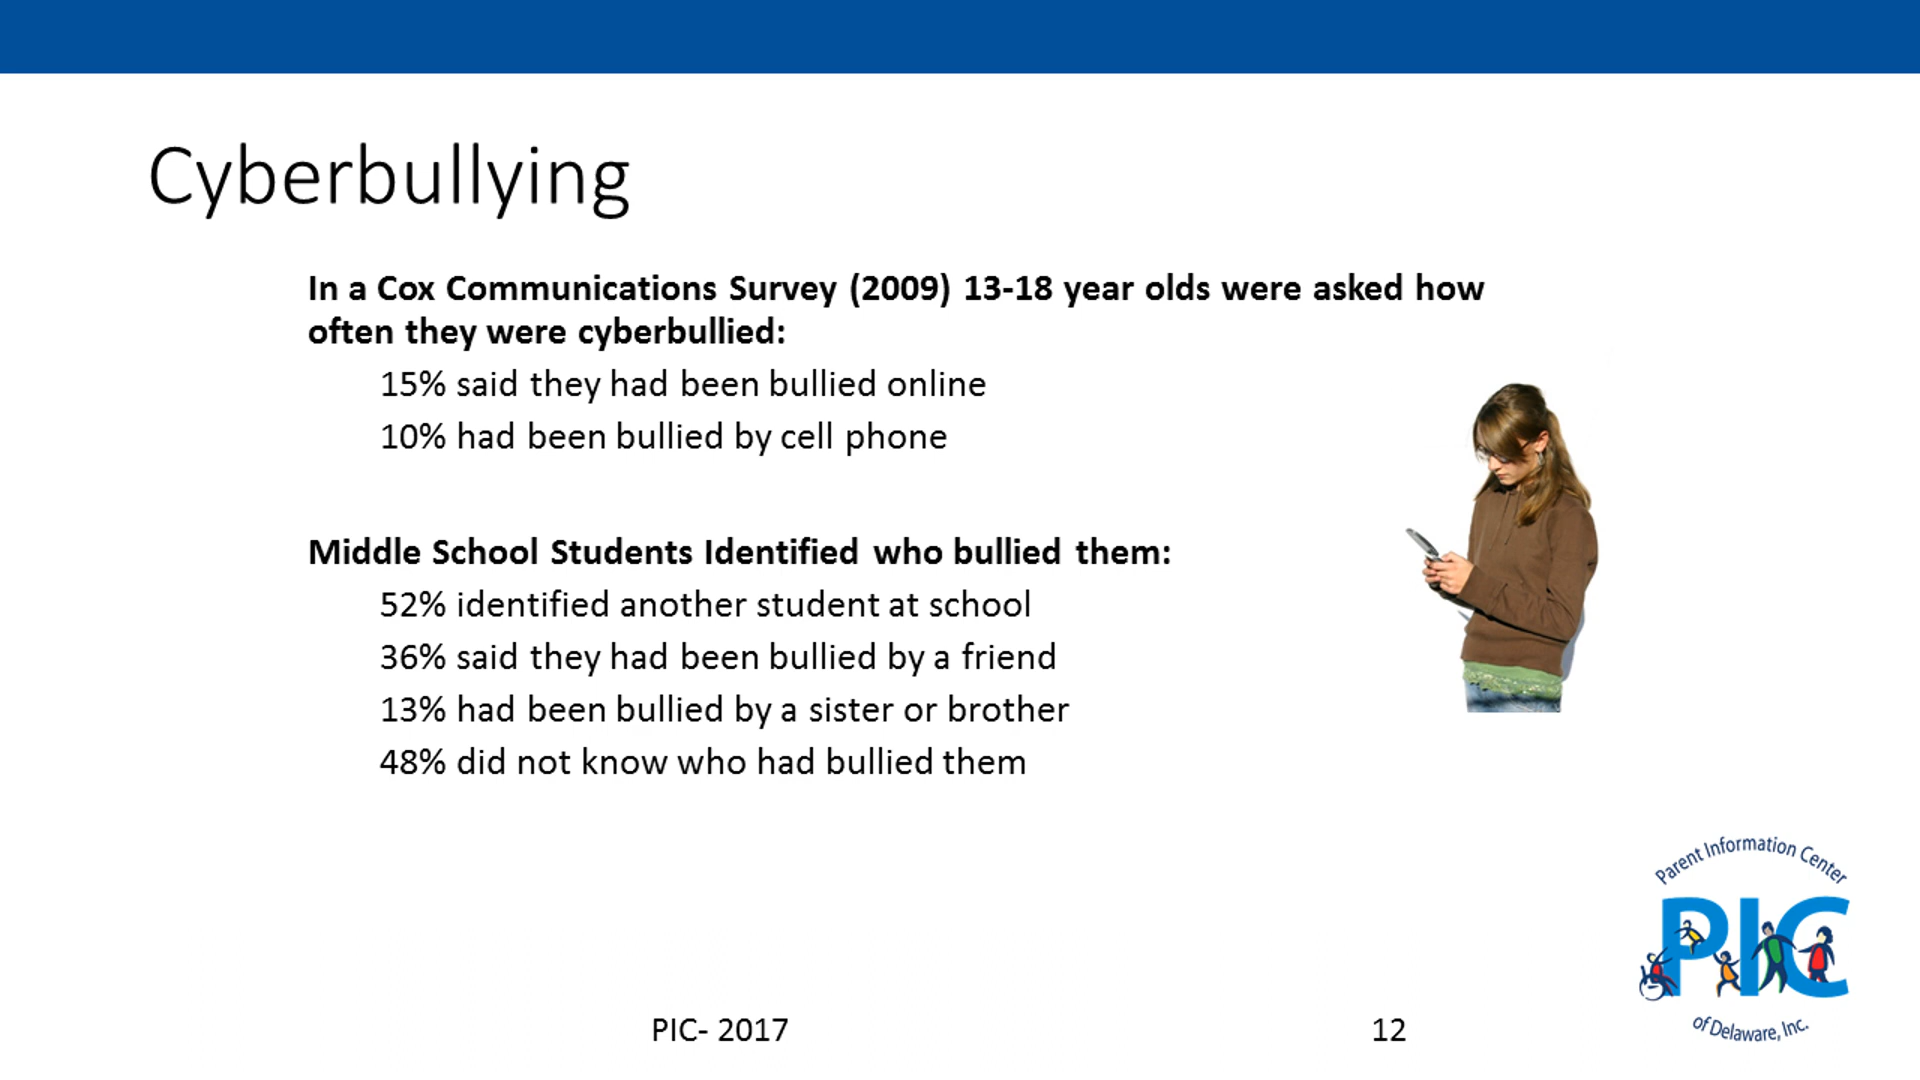 Cyberbullying
In a Cox Communications Survey (2009) 13-18 year olds were asked how
often they were cyberbullied:
15% said they had been bullied online
10% had been bullied by cell phone
Middle School Students Identified who bullied them:
52% identified another student at school
36% said they had been bullied by a friend
13% had been bullied by a sister or brother
48% did not know who had bullied them
Parent Information Center
PIC
of Delaware, Inc.
PIC- 2017
12